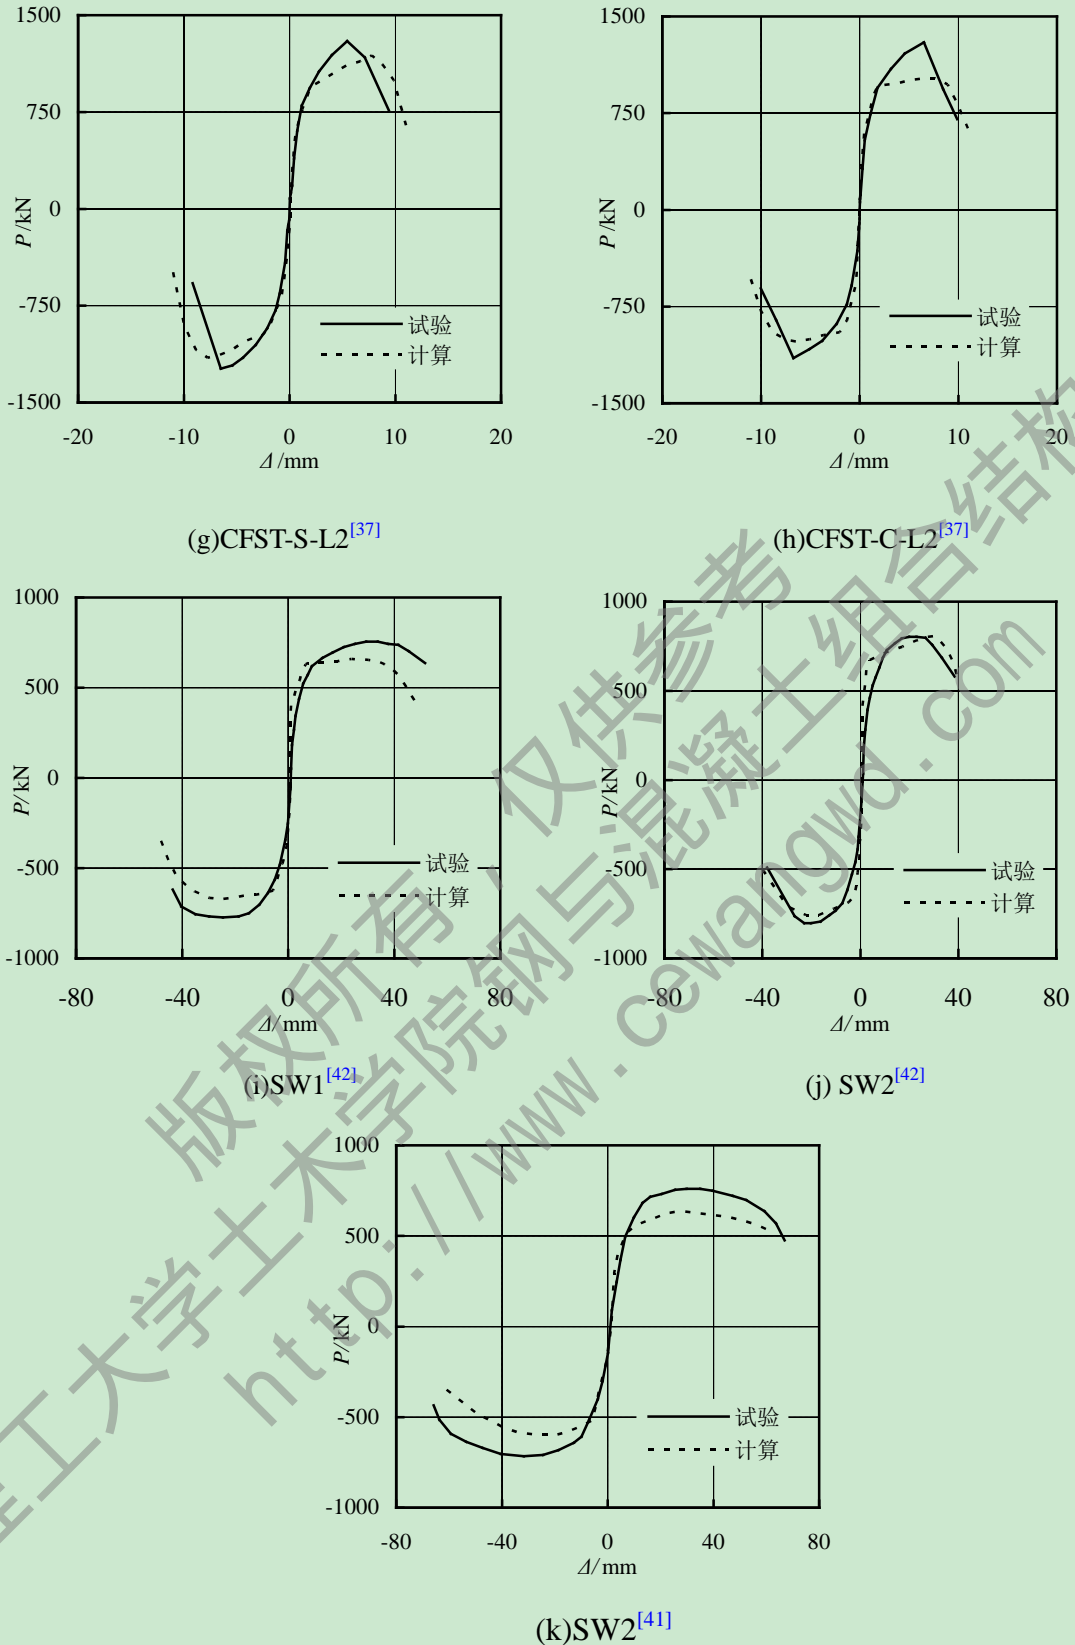 1500
750
0
-750
-1500
P/kN
试验
计算
-20 -10 0 10 20
Δ/mm
(g)CFST-S-L2[37]
1500
750
0
-750
-1500
P/kN
试验
计算
-20 -10 0 10 20
Δ/mm
(h)CFST-C-L2[37]
1000
500
0
-500
-1000
P/kN
试验
计算
-80 -40 0 40 80
Δ/mm
(i)SW1[42]
1000
500
0
-500
-1000
P/kN
试验
计算
-80 -40 0 40 80
Δ/mm
(j) SW2[42]
1000
500
0
-500
-1000
P/kN
试验
计算
-80 -40 0 40 80
Δ/mm
(k)SW2[41]
版权所有 / 仅供参考
程工大学土木学院钢与混凝土组合结构
http://www.cewangwd.com